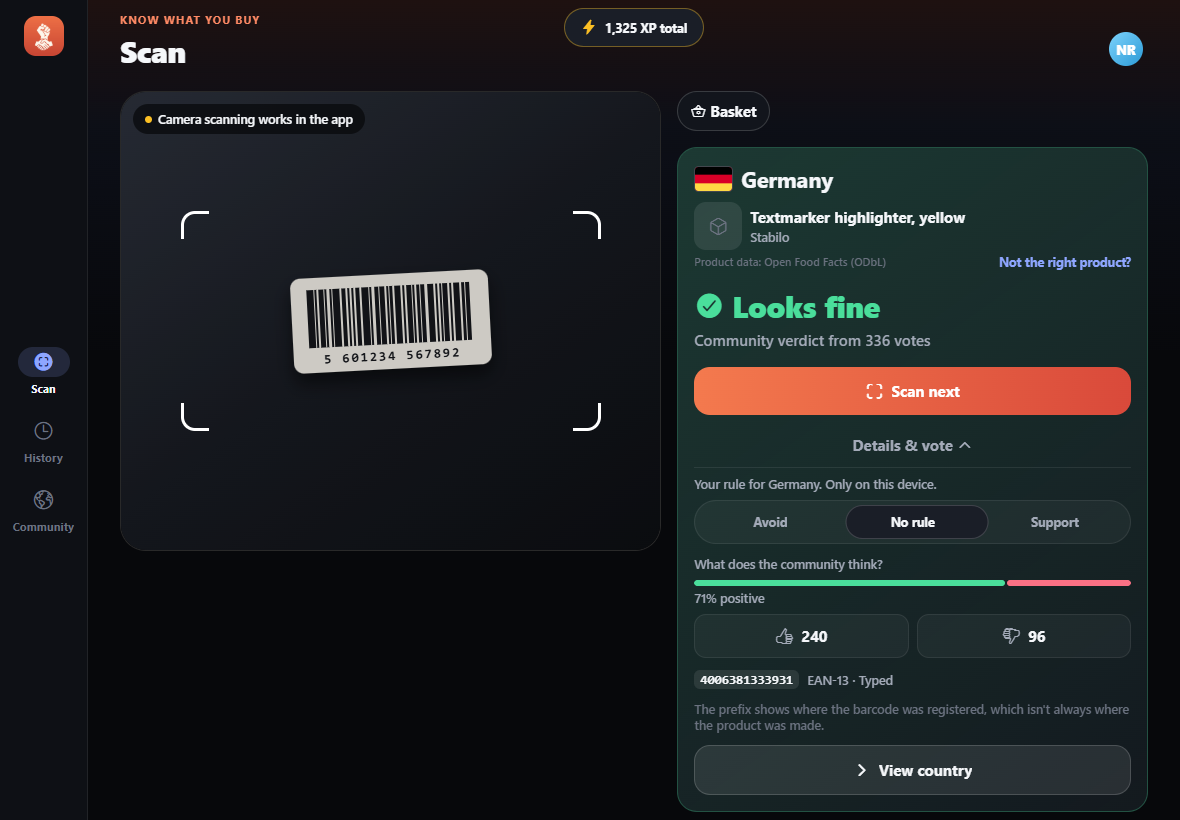 KNOW WHAT YOU BUY
Scan
1,325 XP total
NR
Camera scanning works in the app
5 601234 567892
Scan
History
Community
Basket
Germany
Textmarker highlighter, yellow
Stabilo
Product data: Open Food Facts (ODbL)
Not the right product?
Looks fine
Community verdict from 336 votes
Scan next
Details & vote
Your rule for Germany. Only on this device.
Avoid
No rule
Support
What does the community think?
71% positive
240
96
4006381333931 EAN-13 · Typed
The prefix shows where the barcode was registered, which isn't always where
the product was made.
View country